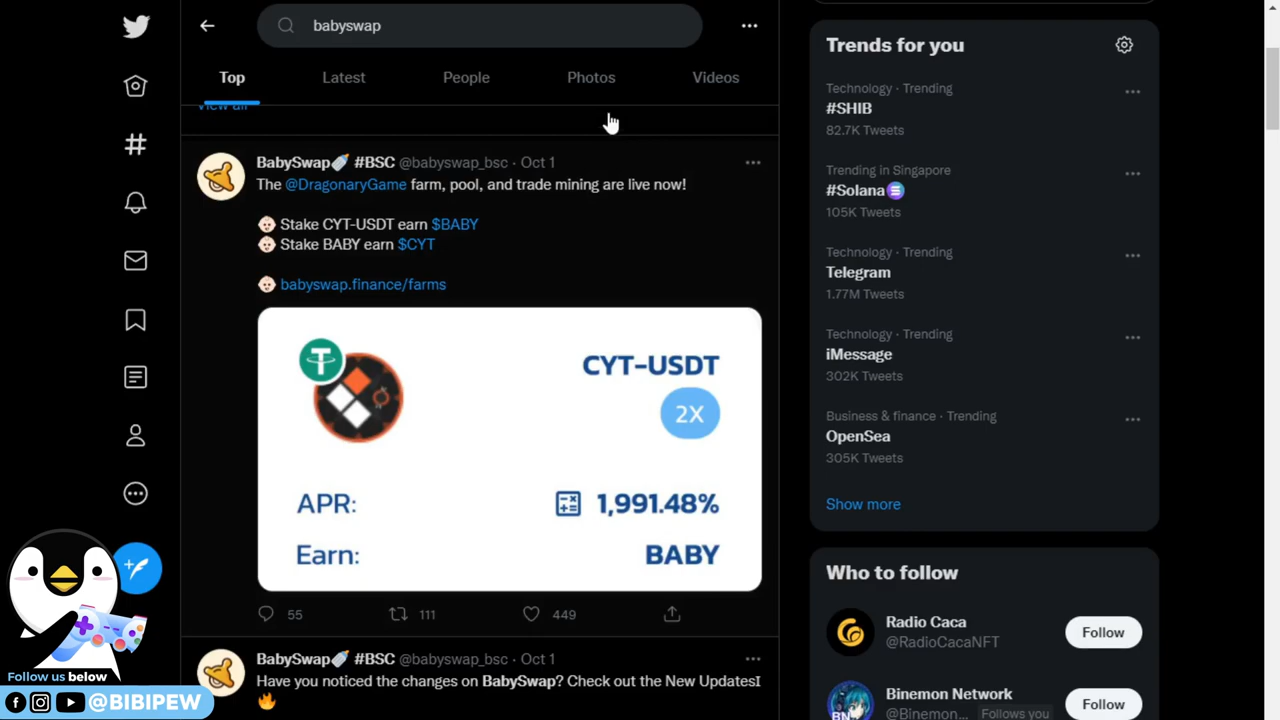 babyswap
Top
Latest
People
Photos
Videos
View all
BabySwap🍼 #BSC @babyswap_bsc · Oct 1
The @DragonaryGame farm, pool, and trade mining are live now!
👶🏻 Stake CYT-USDT earn $BABY
👶🏻 Stake BABY earn $CYT
👶🏻 babyswap.finance/farms
CYT-USDT
2X
APR: 1,991.48%
Earn: BABY
55
111
449
BabySwap🍼 #BSC @babyswap_bsc · Oct 1
Have you noticed the changes on BabySwap? Check out the New UpdatesI
🔥
Trends for you
Technology · Trending
#SHIB
82.7K Tweets
Trending in Singapore
#Solana
105K Tweets
Technology · Trending
Telegram
1.77M Tweets
Technology · Trending
iMessage
302K Tweets
Business & finance · Trending
OpenSea
305K Tweets
Show more
Who to follow
Radio Caca
@RadioCacaNFT
Follow
Binemon Network
@Binemon... Follows you
Follow
BN
Follow us below
@BIBIPEW